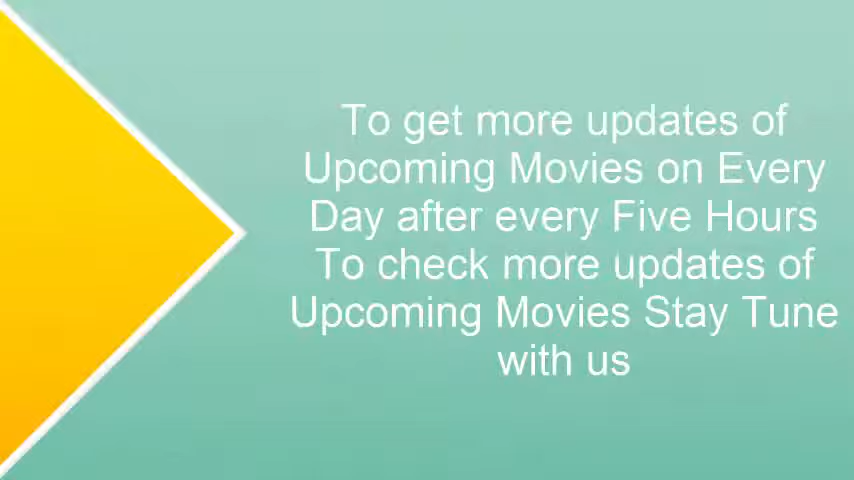 To get more updates of
Upcoming Movies on Every
Day after every Five Hours
To check more updates of
Upcoming Movies Stay Tune
with us